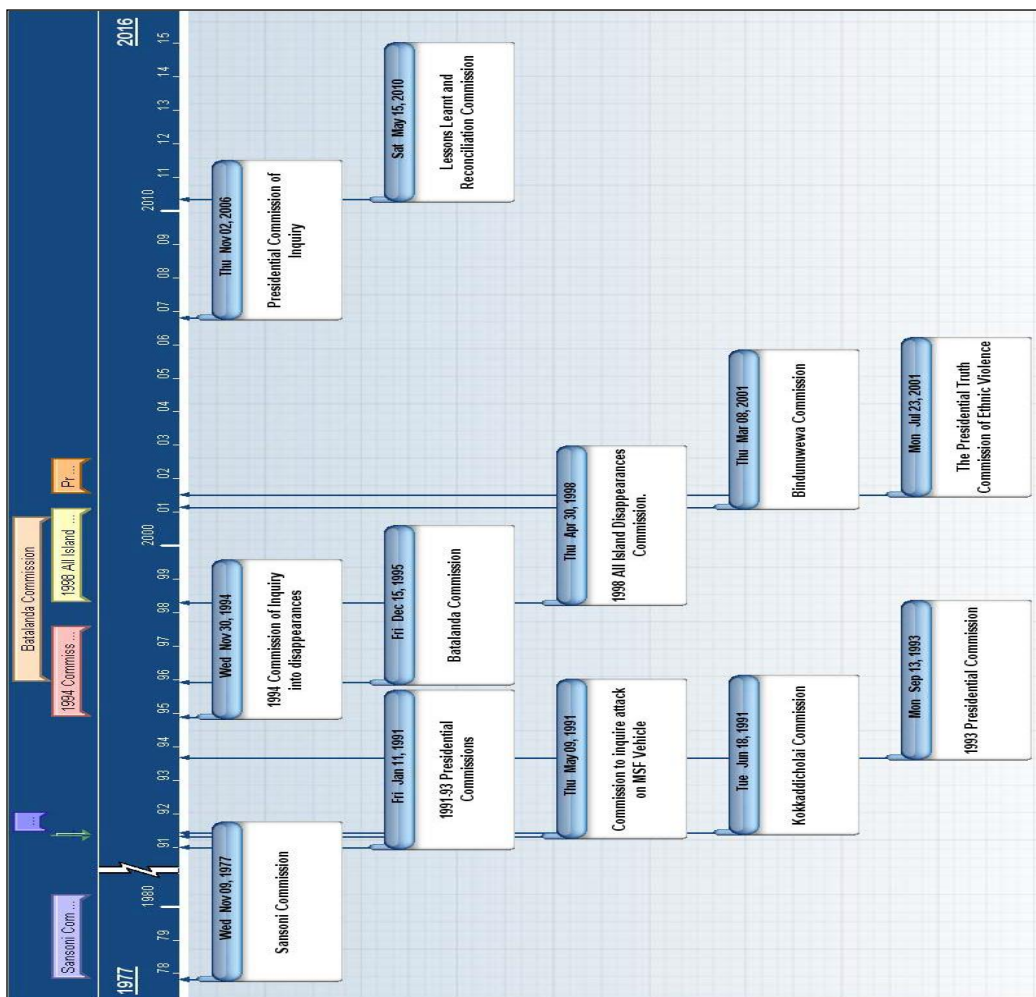 Batalanda Commission
Sansoni Com ...
...
1994 Commiss ...
1998 All Island ...
Pr ...
1977
2016
78
79
1980
91
92
93
94
95
96
97
98
99
2000
01
02
03
04
05
06
07
08
09
2010
11
12
13
14
15
Wed Nov 09, 1977
Sansoni Commission
Wed Nov 30, 1994
1994 Commission of Inquiry
into disappearances
Thu Nov 02, 2006
Presidential Commission of
Inquiry
Fri Jan 11, 1991
1991-93 Presidential
Commissions
Fri Dec 15, 1995
Batalanda Commission
Sat May 15, 2010
Lessons Learnt and
Reconciliation Commission
Thu May 09, 1991
Commission to inquire attack
on MSF Vehicle
Thu Apr 30, 1998
1998 All Island Disappearances
Commission.
Tue Jun 18, 1991
Kokkaddicholai Commission
Thu Mar 08, 2001
Bindunuwewa Commission
Mon Sep 13, 1993
1993 Presidential Commission
Mon Jul 23, 2001
The Presidential Truth
Commission of Ethnic Violence